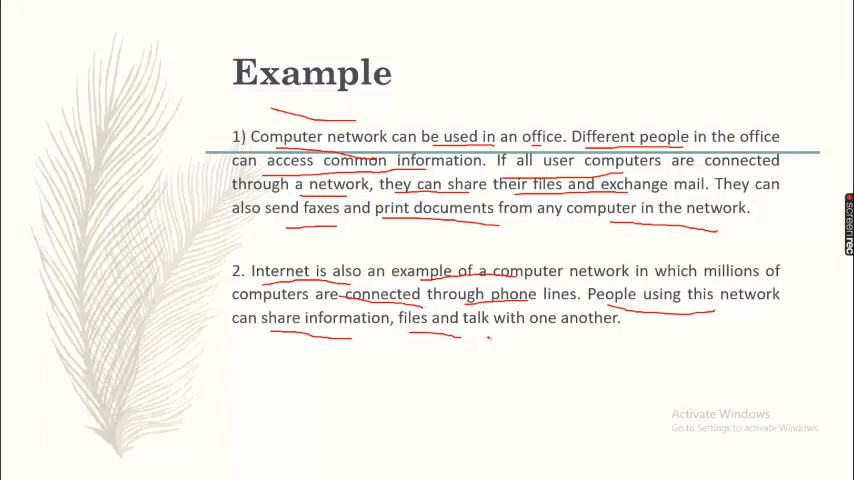 Example
1) Computer network can be used in an office. Different people in the office
can access common information. If all user computers are connected
through a network, they can share their files and exchange mail. They can
also send faxes and print documents from any computer in the network.
2. Internet is also an example of a computer network in which millions of
computers are connected through phone lines. People using this network
can share information, files and talk with one another.
Activate Windows
Go to Settings to activate Windows.
screenrec